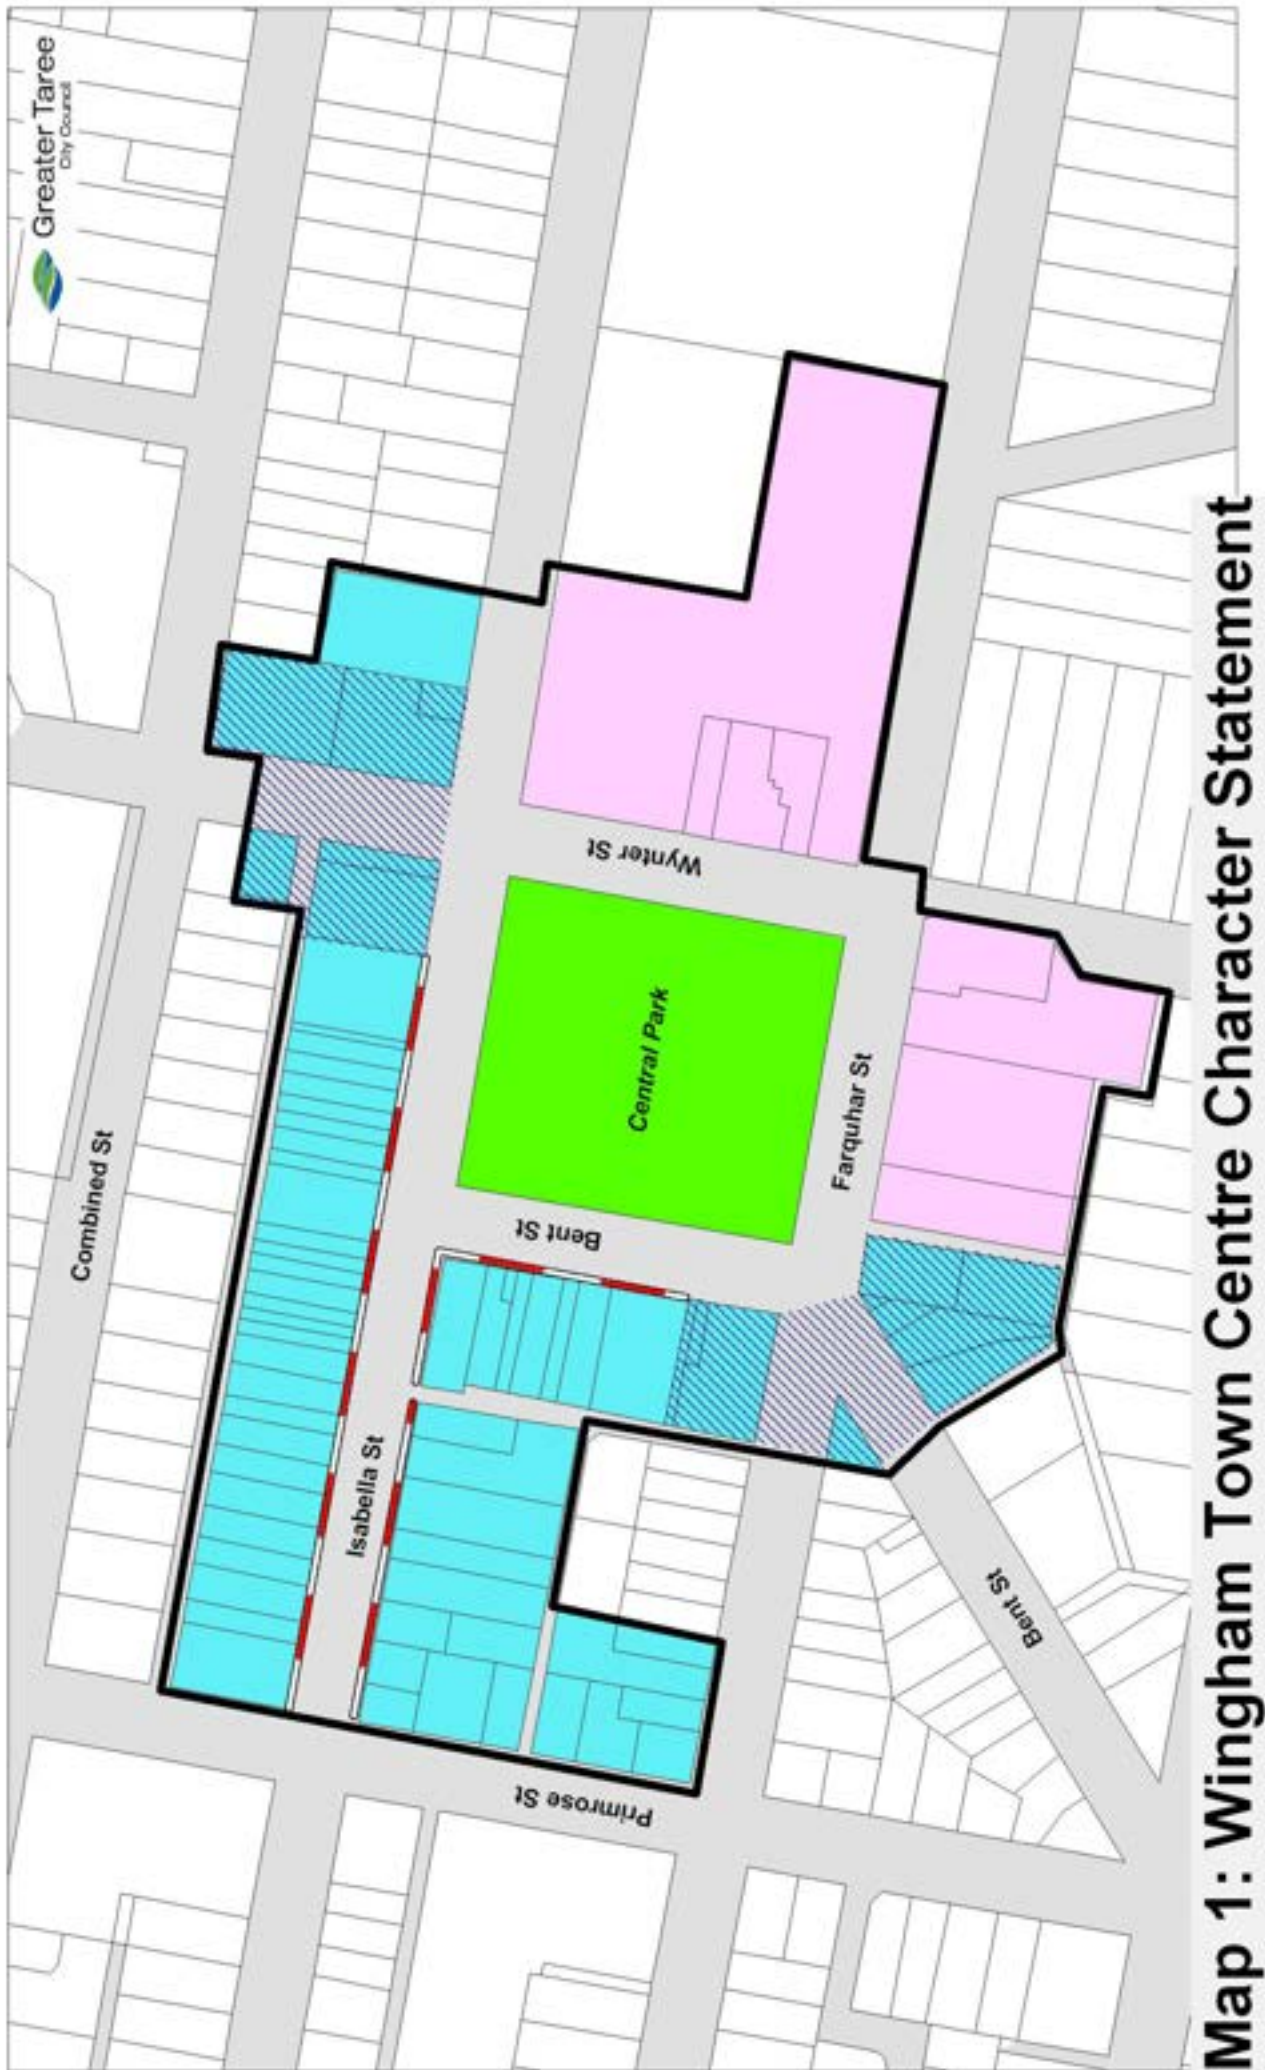 Greater Taree
City Council
Combined St
Wynter St
Central Park
Farquhar St
Bent St
Isabella St
Bent St
Primrose St
Map 1: Wingham Town Centre Character Statement